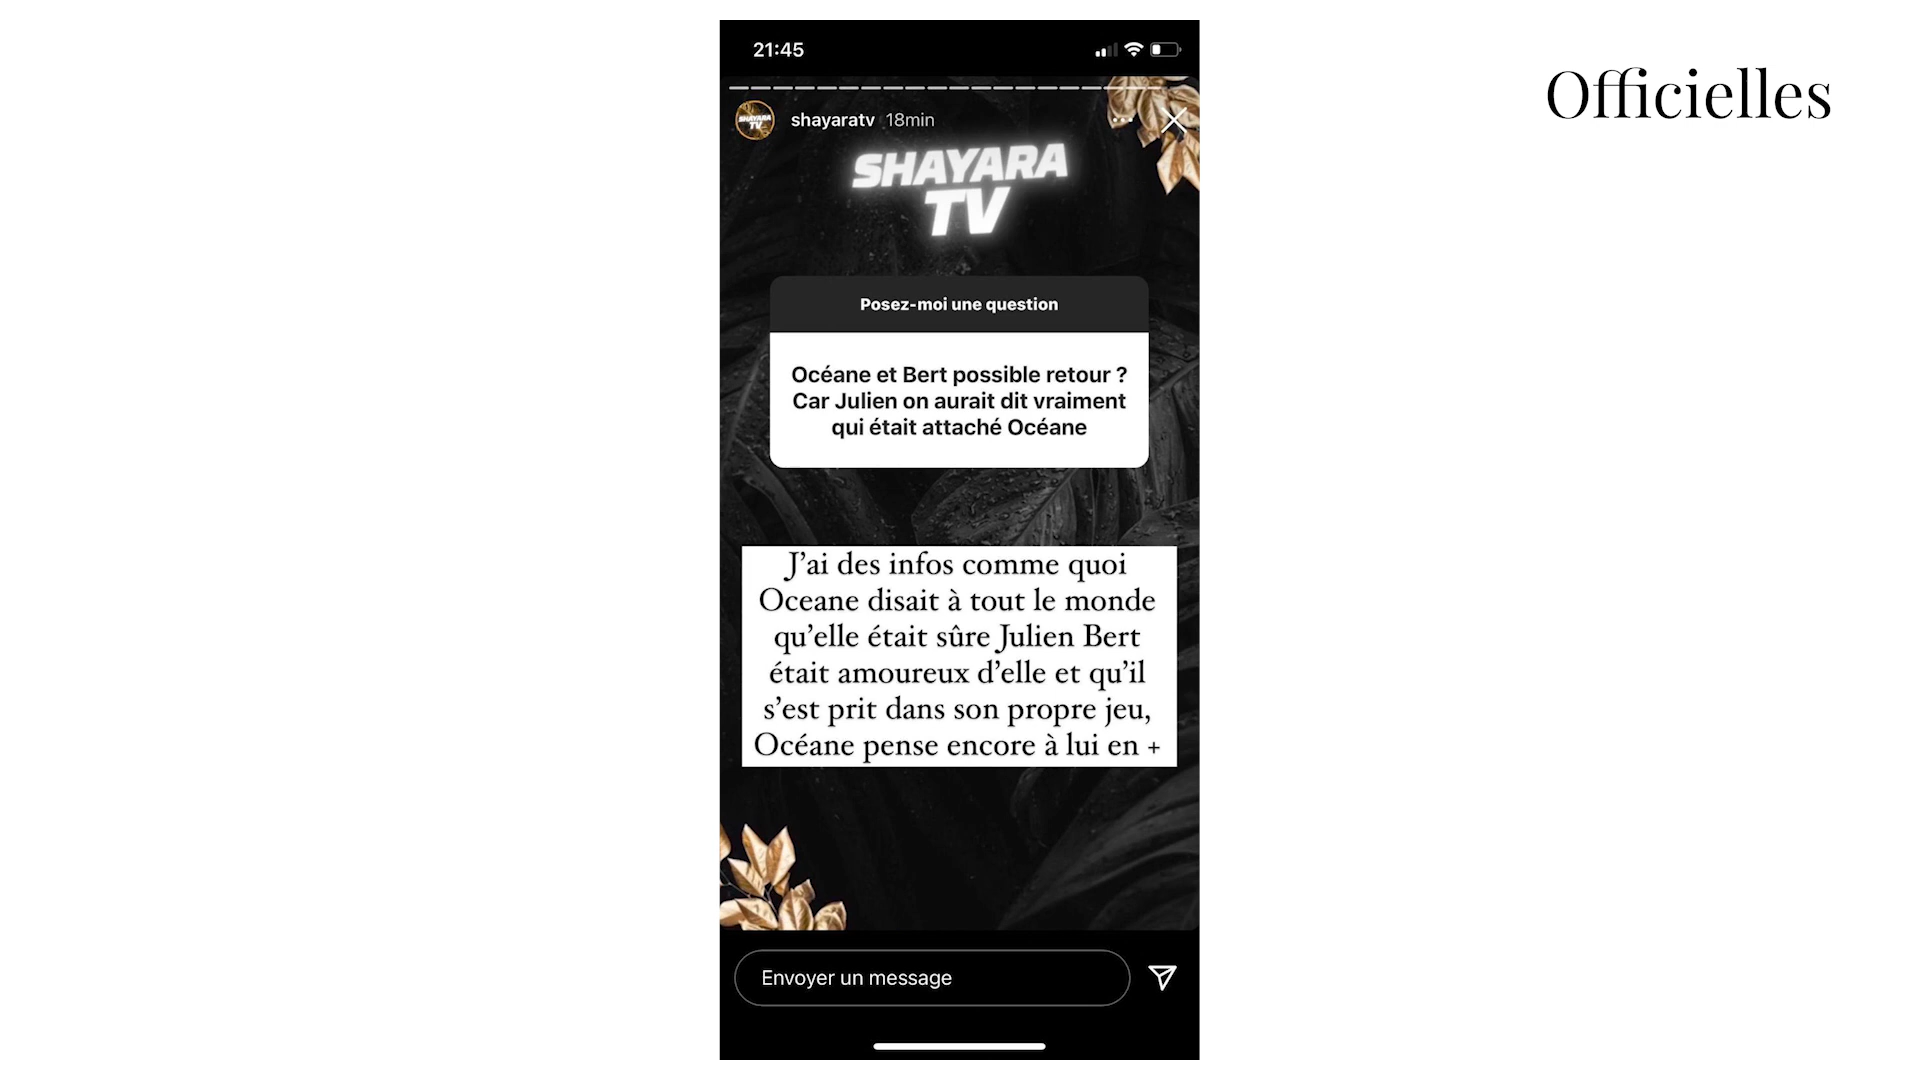 21:45
Officielles
SHAYARA
TV
shayaratv 18min
SHAYARA
TV
Posez-moi une question
Océane et Bert possible retour ?
Car Julien on aurait dit vraiment
qui était attaché Océane
J'ai des infos comme quoi
Oceane disait à tout le monde
qu'elle était sûre Julien Bert
était amoureux d'elle et qu'il
s'est prit dans son propre jeu,
Océane pense encore à lui en +
Envoyer un message